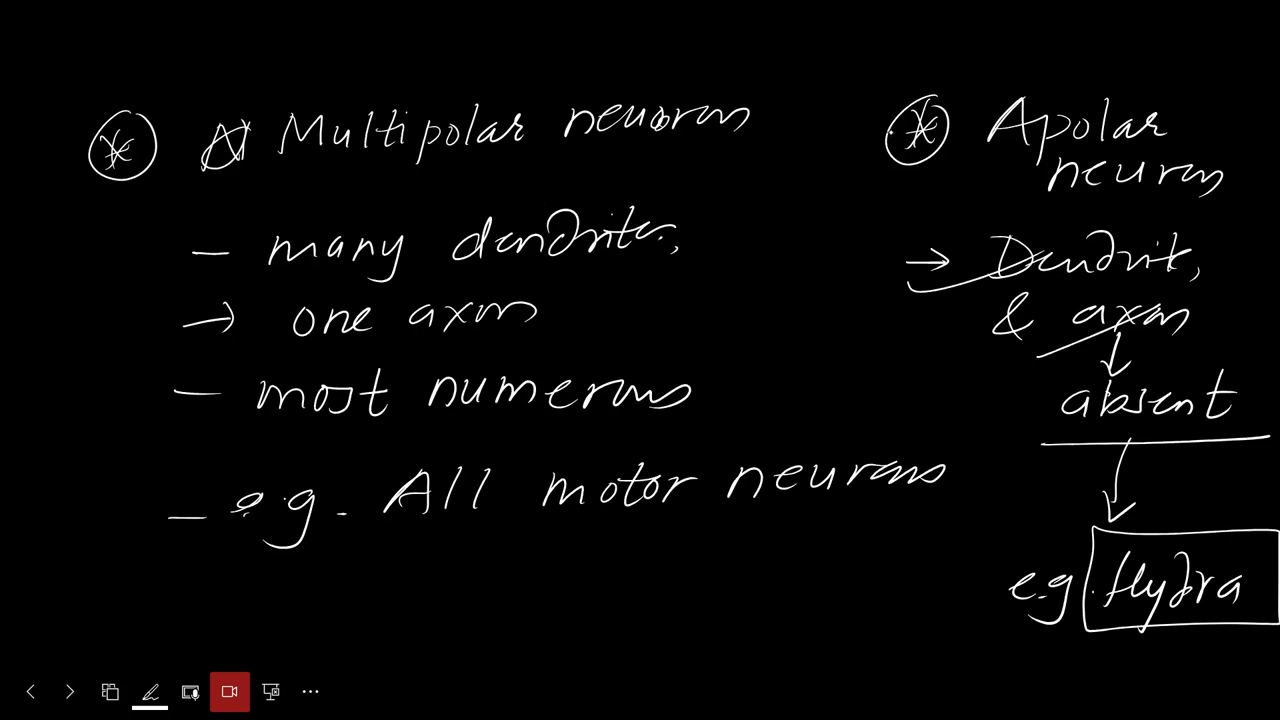 Multipolar neurons
- many dendrites,
→ one axon
- most numerous
- e.g. All motor neurons
Apolar
neurons
→ Dendrites,
& axon
↓
absent
↓
e.g. Hydra